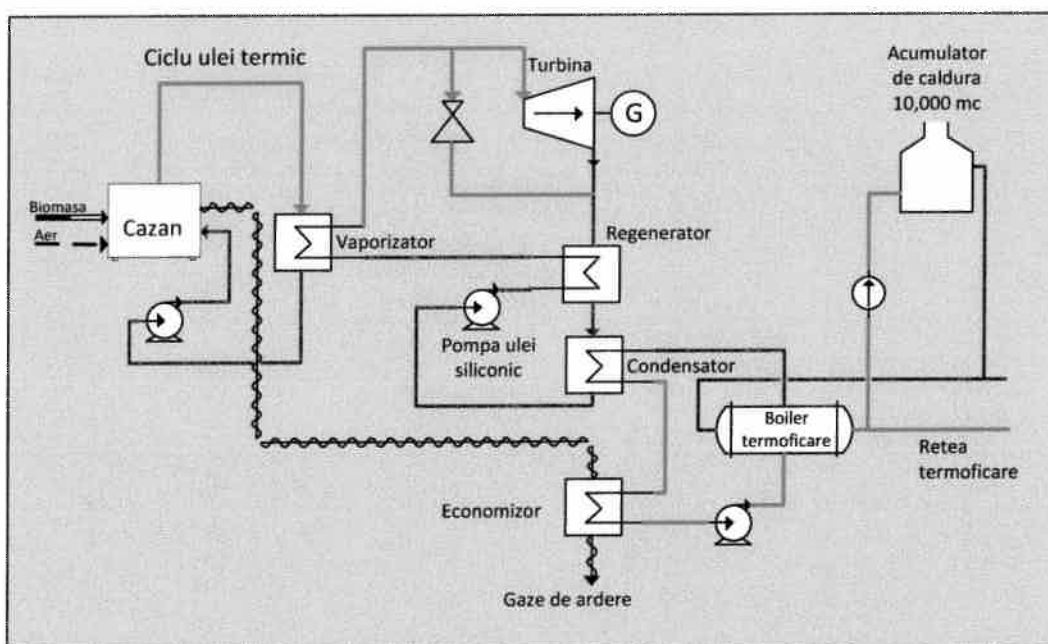 Ciclu ulei termic
Turbina
Acumulator
de caldura
10,000 mc
G
Biomasa
Cazan
Aer
Vaporizator
Regenerator
Pompa ulei
siliconic
Condensator
Boiler
termoficare
Retea
termoficare
Economizor
Gaze de ardere